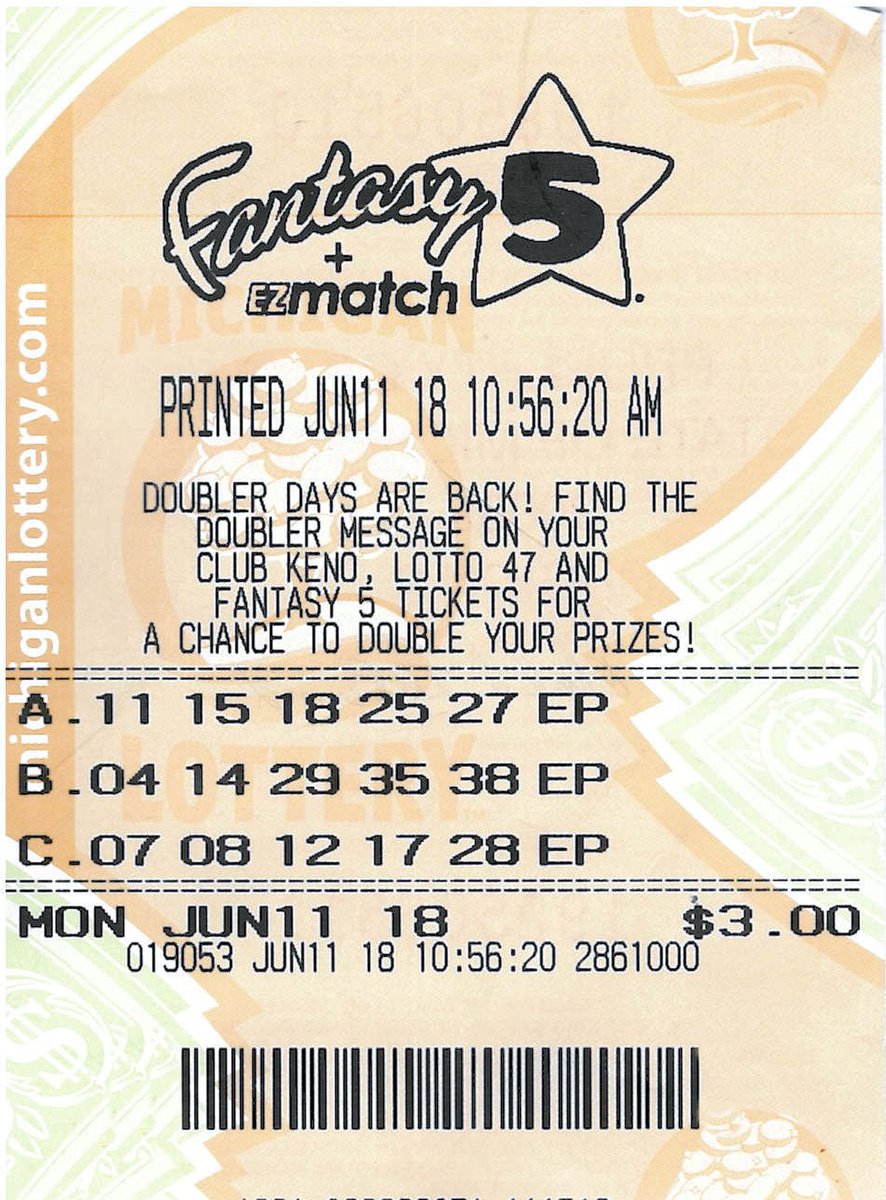 Fantasy 5
+
EZmatch
MICHIGAN
michiganlottery.com
PRINTED JUN11 18 10:56:20 AM
DOUBLER DAYS ARE BACK! FIND THE
DOUBLER MESSAGE ON YOUR
CLUB KENO, LOTTO 47 AND
FANTASY 5 TICKETS FOR
A CHANCE TO DOUBLE YOUR PRIZES!
A.11 15 18 25 27 EP
B.04 14 29 35 38 EP
LOTTERY™
C.07 08 12 17 28 EP
MON JUN11 18 $3.00
019053 JUN11 18 10:56:20 2861000